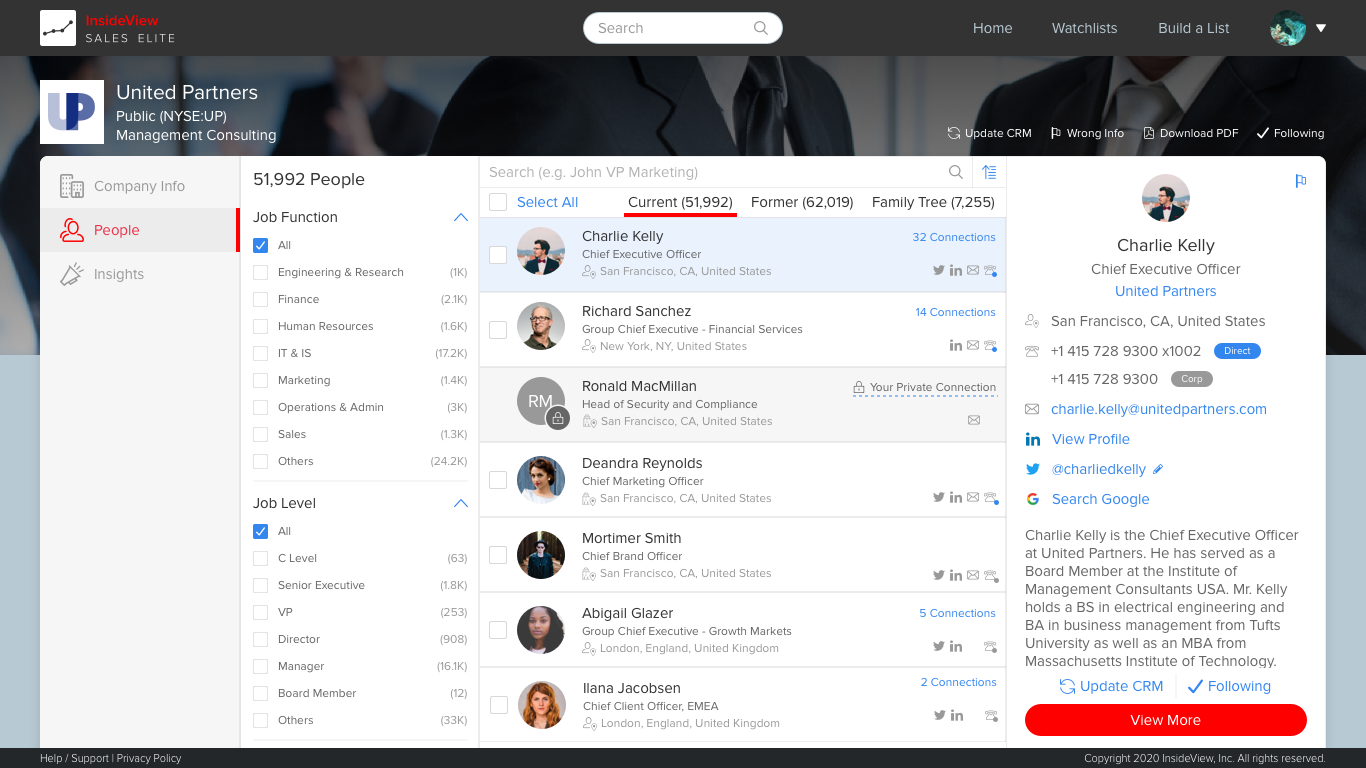 InsideView
SALES ELITE
Search
Home
Watchlists
Build a List
UP
United Partners
Public (NYSE:UP)
Management Consulting
Update CRM
Wrong Info
Download PDF
Following
Company Info
People
Insights
51,992 People
Job Function
All
Engineering & Research (1K)
Finance (2.1K)
Human Resources (1.6K)
IT & IS (17.2K)
Marketing (1.4K)
Operations & Admin (3K)
Sales (1.3K)
Others (24.2K)
Job Level
All
C Level (63)
Senior Executive (1.8K)
VP (253)
Director (908)
Manager (16.1K)
Board Member (12)
Others (33K)
Search (e.g. John VP Marketing)
Select All
Current (51,992)
Former (62,019)
Family Tree (7,255)
Charlie Kelly
32 Connections
Chief Executive Officer
San Francisco, CA, United States
Richard Sanchez
14 Connections
Group Chief Executive - Financial Services
New York, NY, United States
RM
Ronald MacMillan
Your Private Connection
Head of Security and Compliance
San Francisco, CA, United States
Deandra Reynolds
Chief Marketing Officer
San Francisco, CA, United States
Mortimer Smith
Chief Brand Officer
San Francisco, CA, United States
Abigail Glazer
5 Connections
Group Chief Executive - Growth Markets
London, England, United Kingdom
Ilana Jacobsen
2 Connections
Chief Client Officer, EMEA
London, England, United Kingdom
Charlie Kelly
Chief Executive Officer
United Partners
San Francisco, CA, United States
+1 415 728 9300 x1002 Direct
+1 415 728 9300 Corp
charlie.kelly@unitedpartners.com
View Profile
@charliedkelly
Search Google
Charlie Kelly is the Chief Executive Officer
at United Partners. He has served as a
Board Member at the Institute of
Management Consultants USA. Mr. Kelly
holds a BS in electrical engineering and
BA in business management from Tufts
University as well as an MBA from
Massachusetts Institute of Technology.
Update CRM
Following
View More
Help / Support | Privacy Policy
Copyright 2020 InsideView, Inc. All rights reserved.